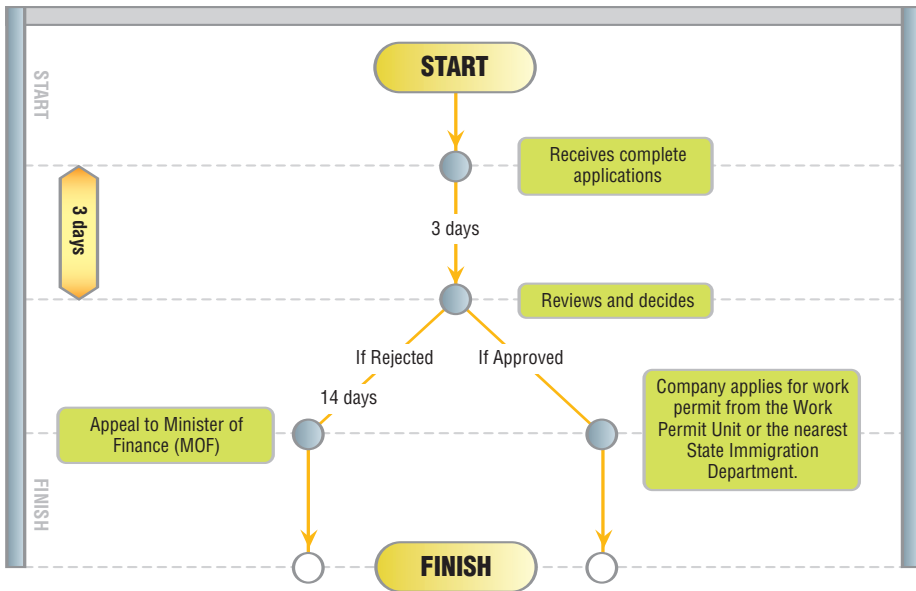 START
START
Receives complete
applications
3 days
3 days
Reviews and decides
If Rejected
If Approved
14 days
Appeal to Minister of
Finance (MOF)
Company applies for work
permit from the Work
Permit Unit or the nearest
State Immigration
Department.
FINISH
FINISH